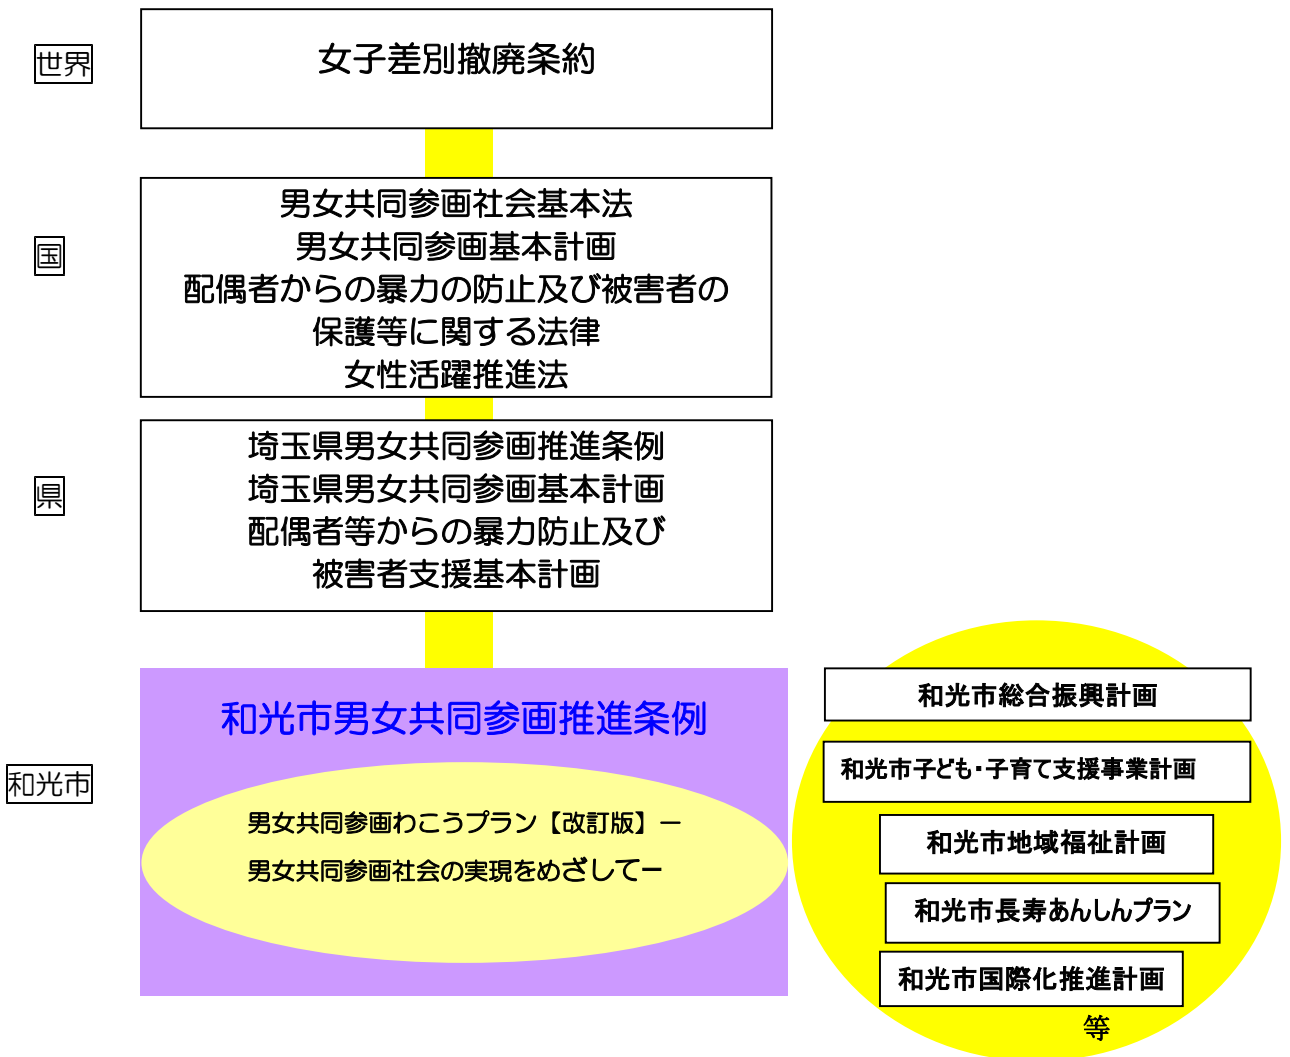 世界
女子差別撤廃条約
国
男女共同参画社会基本法
男女共同参画基本計画
配偶者からの暴力の防止及び被害者の
保護等に関する法律
女性活躍推進法
県
埼玉県男女共同参画推進条例
埼玉県男女共同参画基本計画
配偶者等からの暴力防止及び
被害者支援基本計画
和光市
和光市男女共同参画推進条例
男女共同参画わこうプラン【改訂版】ー
男女共同参画社会の実現をめざしてー
和光市総合振興計画
和光市子ども・子育て支援事業計画
和光市地域福祉計画
和光市長寿あんしんプラン
和光市国際化推進計画
等